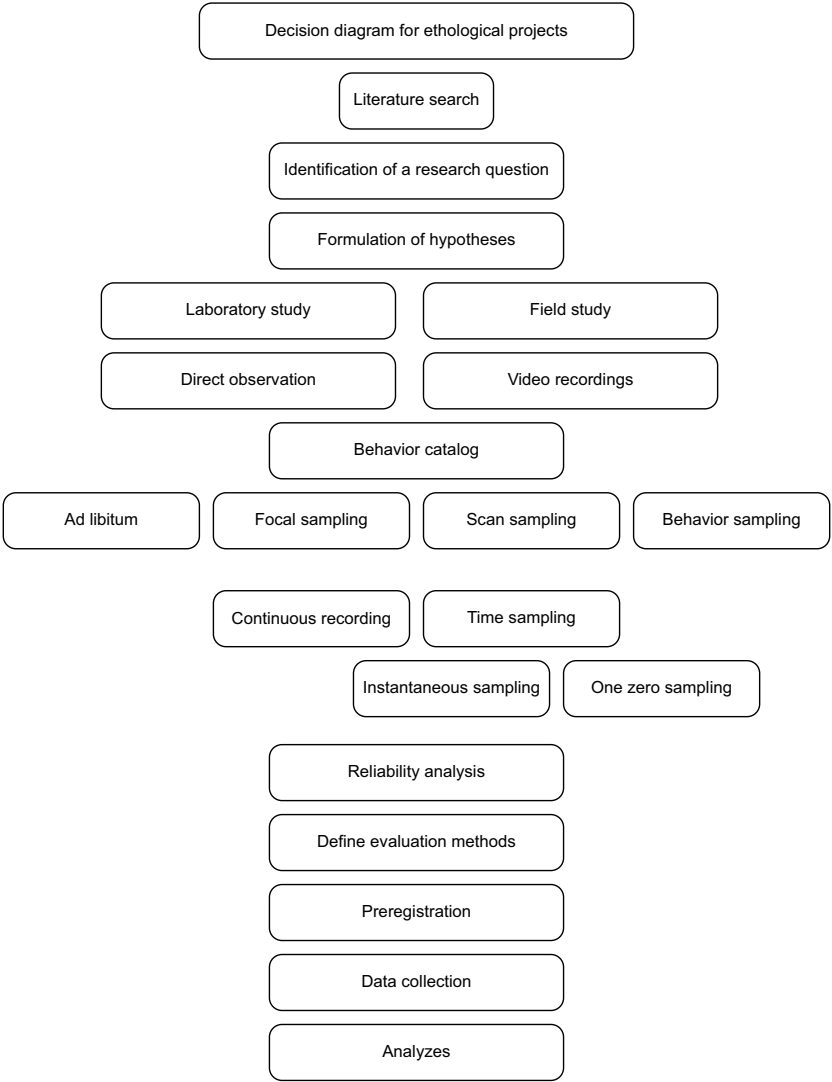 Decision diagram for ethological projects
Literature search
Identification of a research question
Formulation of hypotheses
Laboratory study
Field study
Direct observation
Video recordings
Behavior catalog
Ad libitum
Focal sampling
Scan sampling
Behavior sampling
Continuous recording
Time sampling
Instantaneous sampling
One zero sampling
Reliability analysis
Define evaluation methods
Preregistration
Data collection
Analyzes